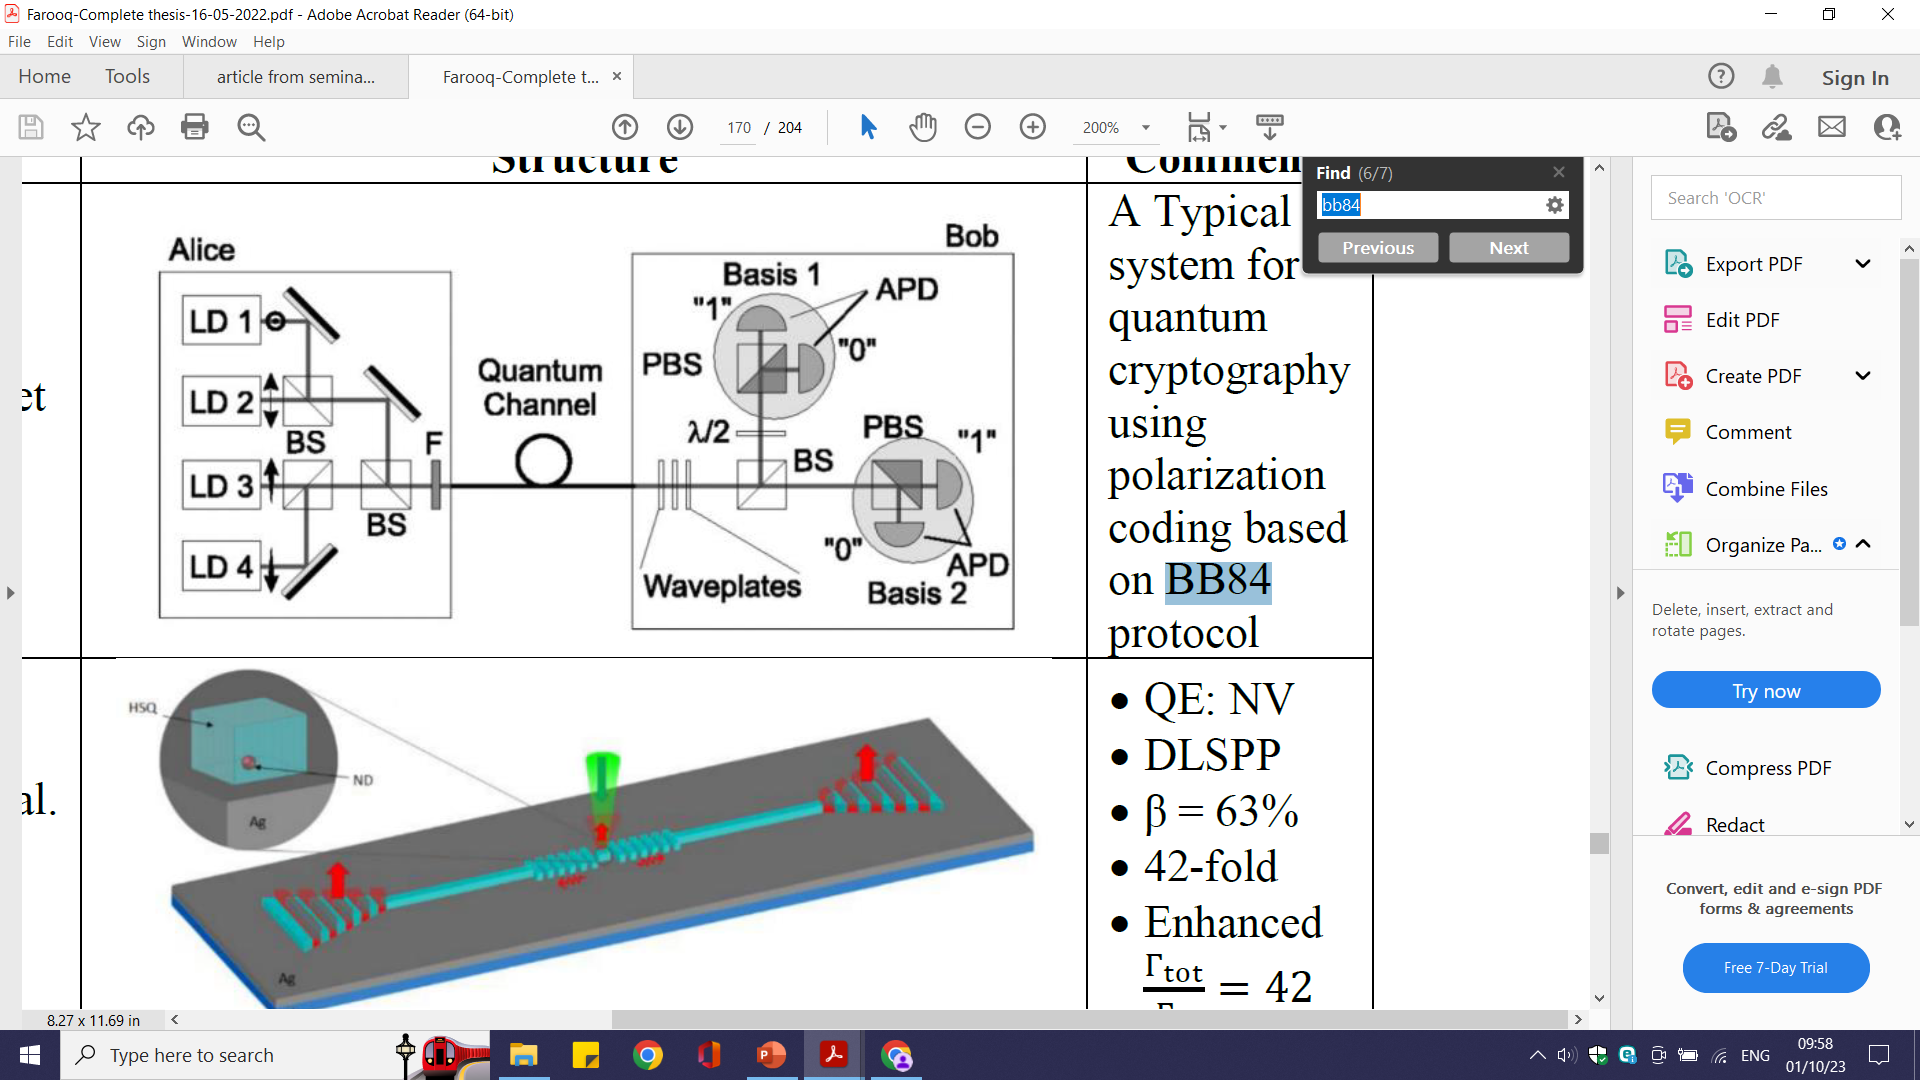 Farooq-Complete thesis-16-05-2022.pdf - Adobe Acrobat Reader (64-bit)
File Edit View Sign Window Help
Home Tools article from semina... Farooq-Complete t... ×
Sign In
170 / 204 200%
Structure
Find (6/7)
bb84
Previous Next
Search 'OCR'
Export PDF
Edit PDF
Create PDF
Comment
Combine Files
Organize Pa...
Delete, insert, extract and
rotate pages.
Try now
Compress PDF
Redact
Convert, edit and e-sign PDF
forms & agreements
Free 7-Day Trial
et
Alice
LD 1
LD 2
BS
LD 3
F
BS
LD 4
Quantum
Channel
Bob
Basis 1
"1"
APD
"0"
PBS
λ/2
BS
PBS
"1"
"0"
APD
Waveplates
Basis 2
A Typical
system for
quantum
cryptography
using
polarization
coding based
on BB84
protocol
al.
HSQ
ND
Ag
Ag
• QE: NV
• DLSPP
• β = 63%
• 42-fold
• Enhanced
Γtot
= 42
8.27 x 11.69 in
Type here to search
ENG
09:58
01/10/23